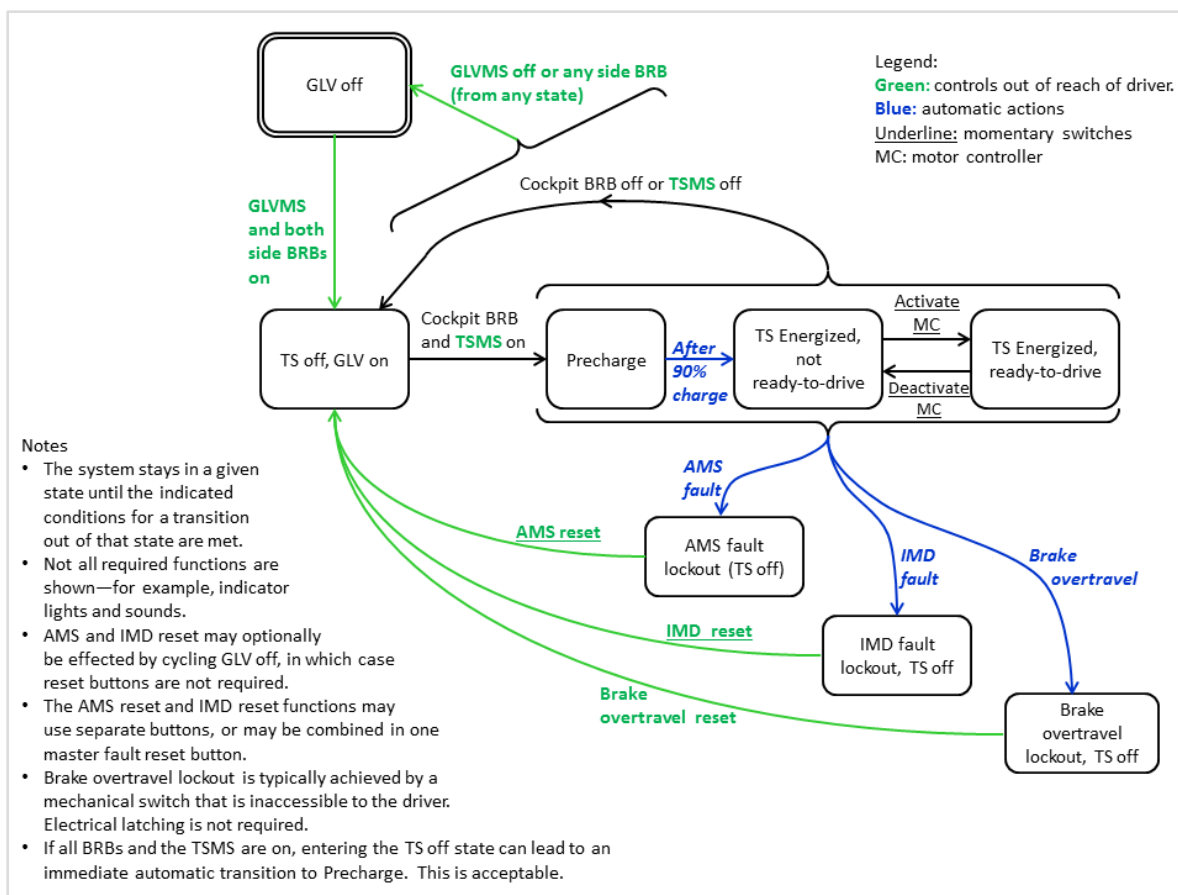 GLV off
GLVMS off or any side BRB
(from any state)
Legend:
Green: controls out of reach of driver.
Blue: automatic actions
Underline: momentary switches
MC: motor controller
Cockpit BRB off or TSMS off
GLVMS
and both
side BRBs
on
TS off, GLV on
Cockpit BRB
and TSMS on
Precharge
After
90%
charge
TS Energized,
not
ready-to-drive
Activate
MC
Deactivate
MC
TS Energized,
ready-to-drive
AMS
fault
IMD
fault
Brake
overtravel
AMS reset
AMS fault
lockout (TS off)
IMD reset
IMD fault
lockout, TS off
Brake
overtravel reset
Brake
overtravel
lockout, TS off
Notes
• The system stays in a given
state until the indicated
conditions for a transition
out of that state are met.
• Not all required functions are
shown—for example, indicator
lights and sounds.
• AMS and IMD reset may optionally
be effected by cycling GLV off, in which case
reset buttons are not required.
• The AMS reset and IMD reset functions may
use separate buttons, or may be combined in one
master fault reset button.
• Brake overtravel lockout is typically achieved by a
mechanical switch that is inaccessible to the driver.
Electrical latching is not required.
• If all BRBs and the TSMS are on, entering the TS off state can lead to an
immediate automatic transition to Precharge. This is acceptable.